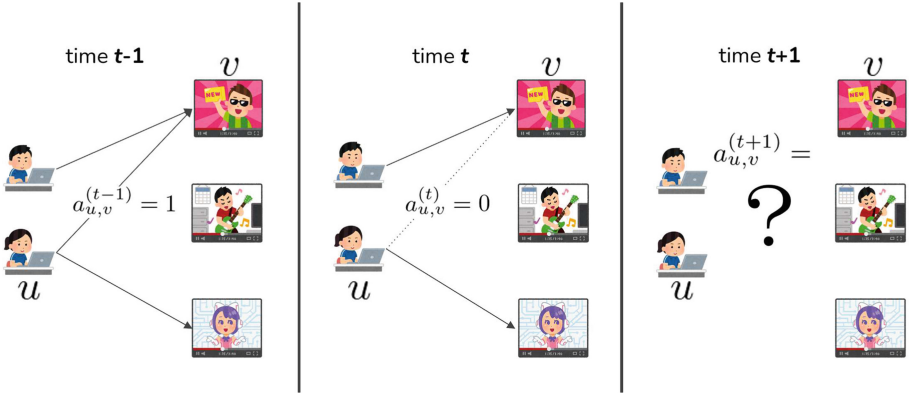 time t-1
v
NEW
a_{u,v}^{(t-1)} = 1
u
time t
v
NEW
a_{u,v}^{(t)} = 0
u
time t+1
v
NEW
a_{u,v}^{(t+1)} =
?
u